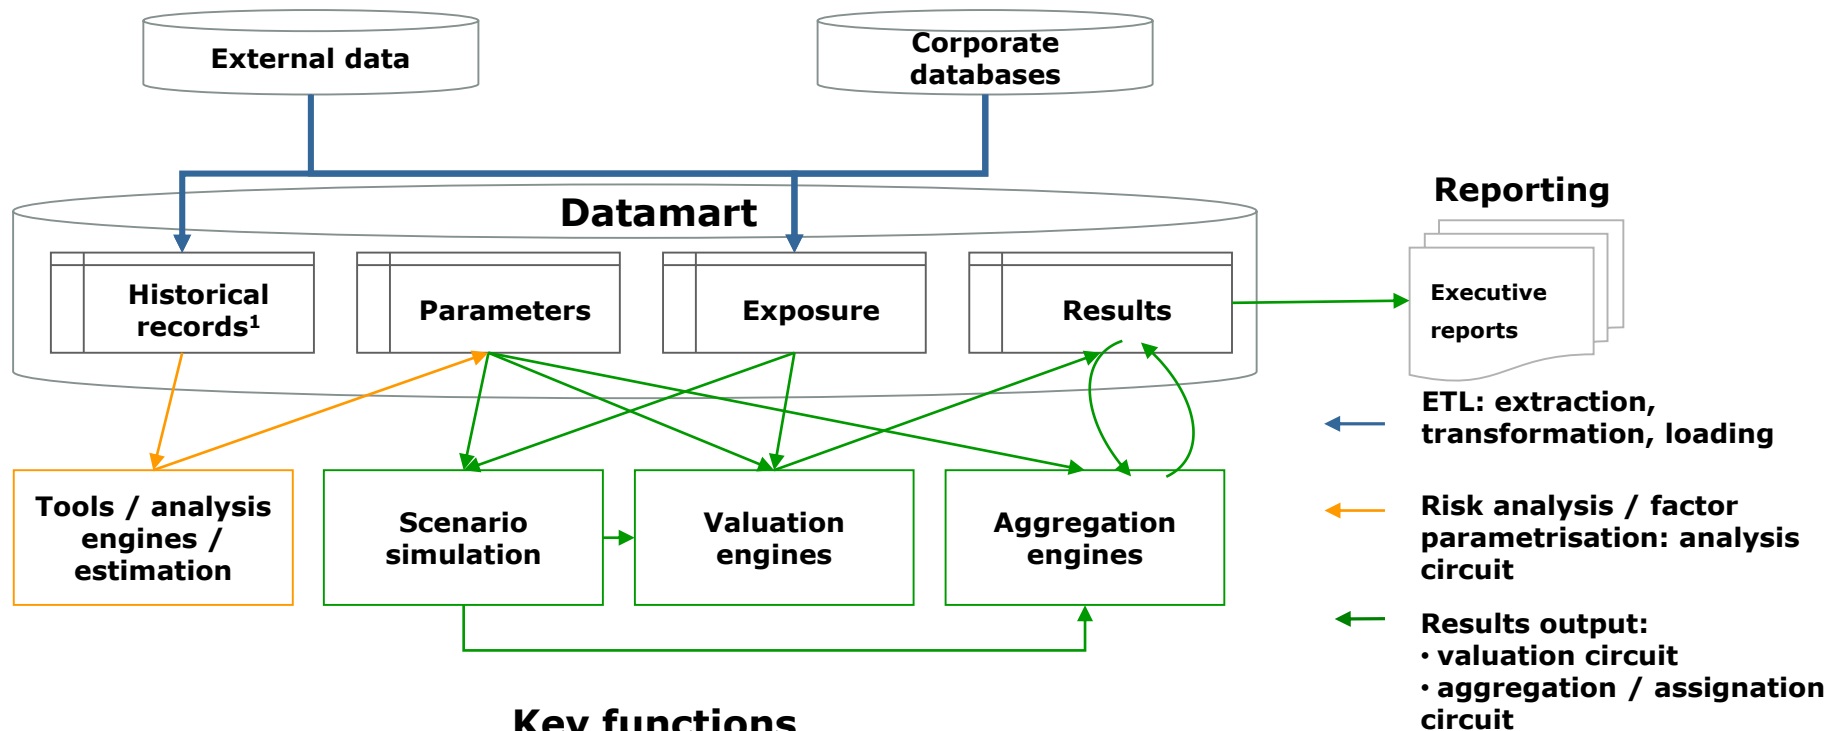 External data
Corporate
databases
Datamart
Reporting
Historical
records¹
Parameters
Exposure
Results
Executive
reports
ETL: extraction,
transformation, loading
Tools / analysis
engines /
estimation
Scenario
simulation
Valuation
engines
Aggregation
engines
Risk analysis / factor
parametrisation: analysis
circuit
Results output:
• valuation circuit
• aggregation / assignation
circuit
Key functions